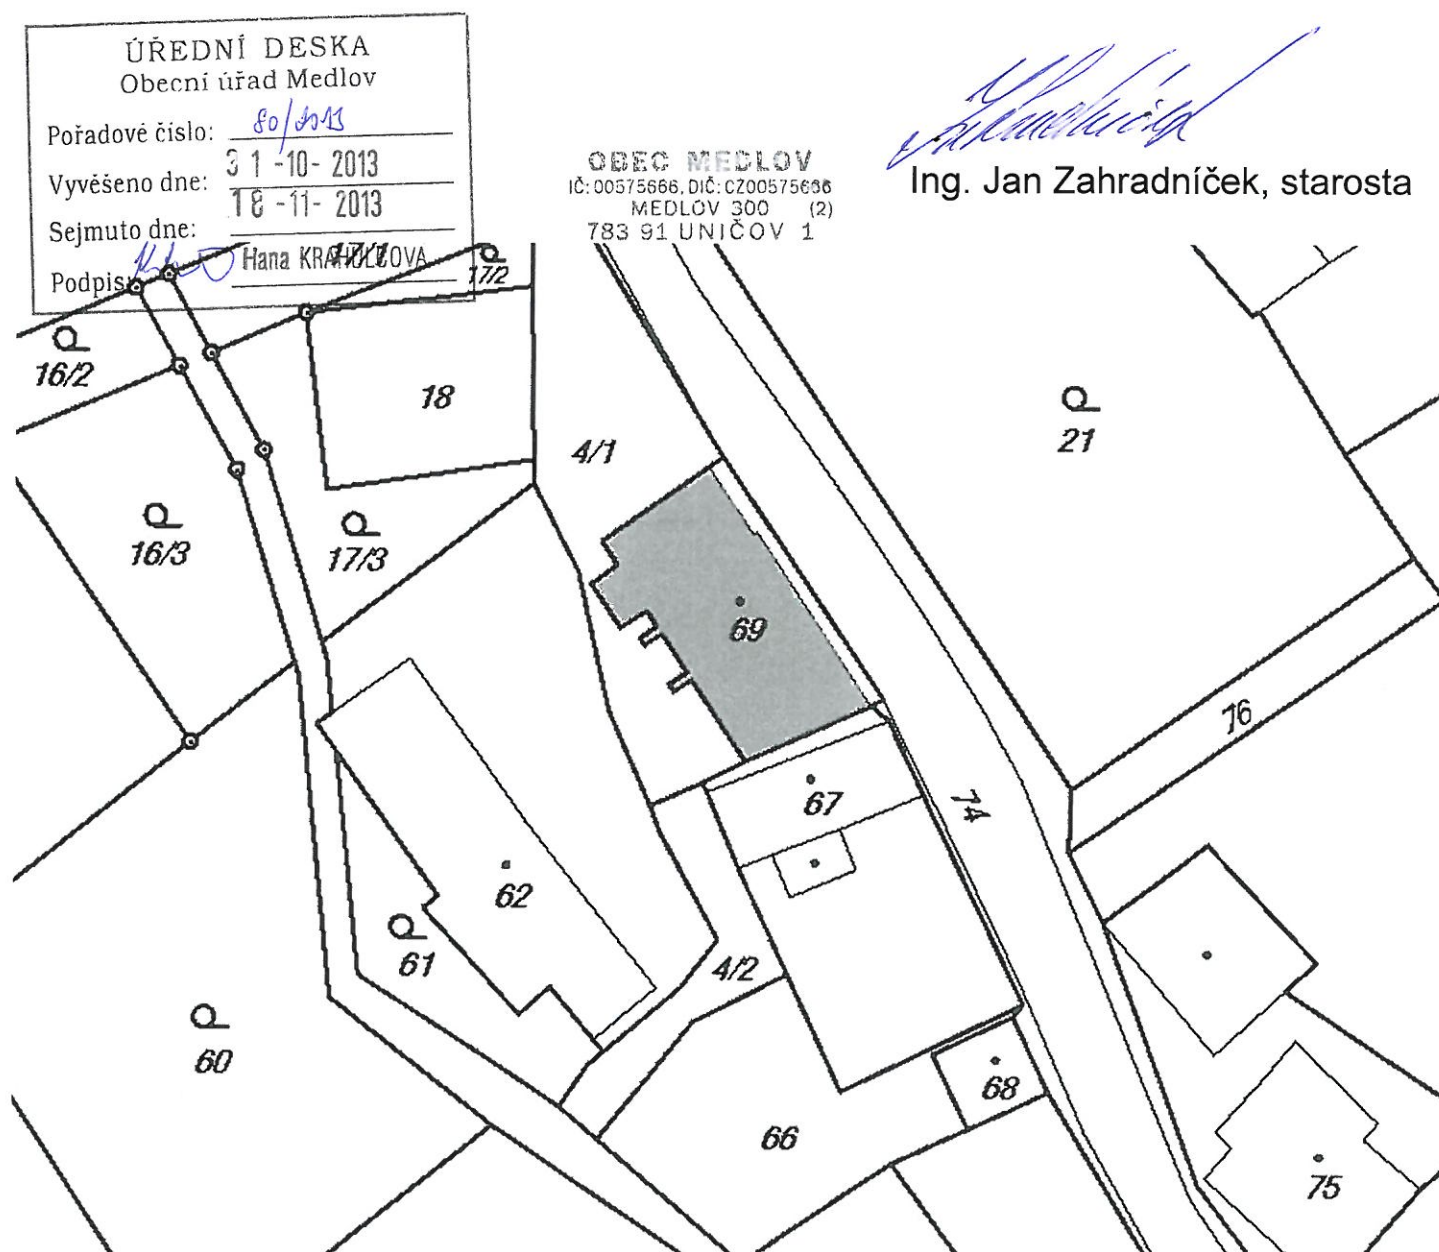 ÚŘEDNÍ DESKA
Obecní úřad Medlov
Pořadové číslo: 80/2013
Vyvěšeno dne: 31-10-2013
Sejmuto dne: 18-11-2013
Podpis: Hana KRAHULCOVA
OBEC MEDLOV
IČ: 00575666, DIČ: CZ00575666
MEDLOV 300 (2)
783 91 UNIČOV 1
Ing. Jan Zahradníček, starosta
17/1
17/2
16/2
18
4/1
21
16/3
17/3
69
76
67
74
62
61
4/2
60
68
66
75